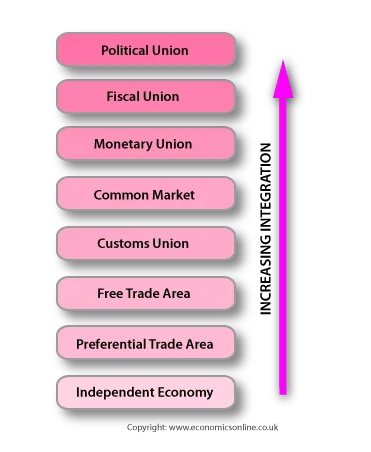 Political Union
Fiscal Union
Monetary Union
Common Market
Customs Union
Free Trade Area
Preferential Trade Area
Independent Economy
INCREASING INTEGRATION
Copyright: www.economicsonline.co.uk